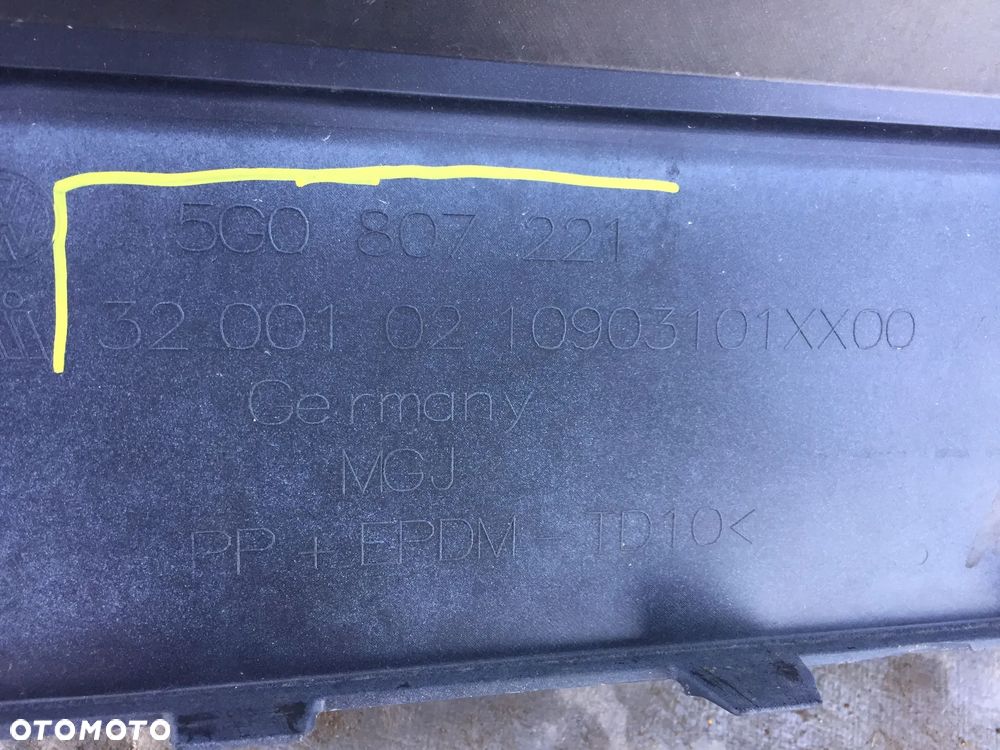 5G0 807 221
32 001 02 10903101XX00
Germany
MGJ
PP + EPDM - TD10<
OTOMOTO